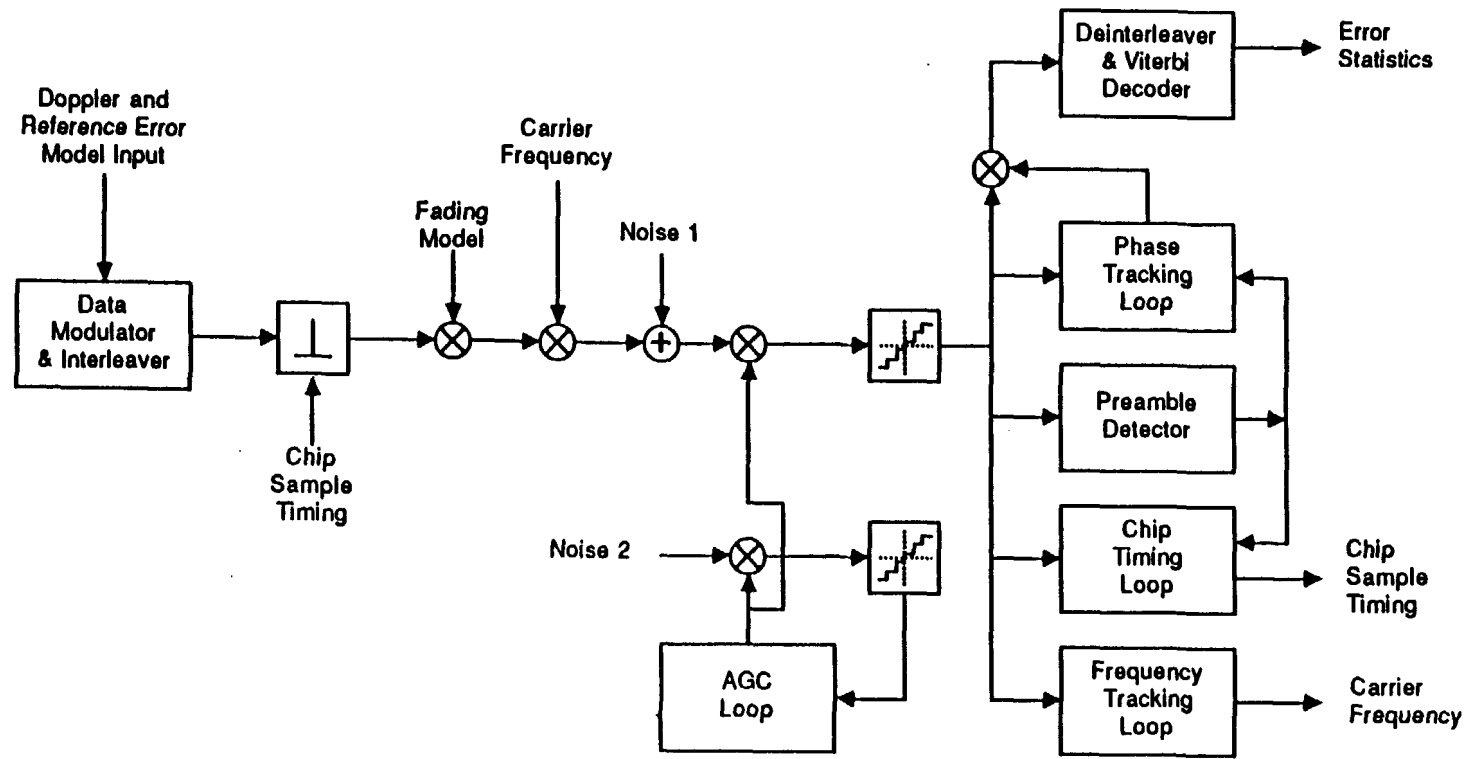 Doppler and
Reference Error
Model Input
Data
Modulator
& Interleaver
Chip
Sample
Timing
Fading
Model
Carrier
Frequency
Noise 1
Noise 2
AGC
Loop
Deinterleaver
& Viterbi
Decoder
Error
Statistics
Phase
Tracking
Loop
Preamble
Detector
Chip
Timing
Loop
Chip
Sample
Timing
Frequency
Tracking
Loop
Carrier
Frequency